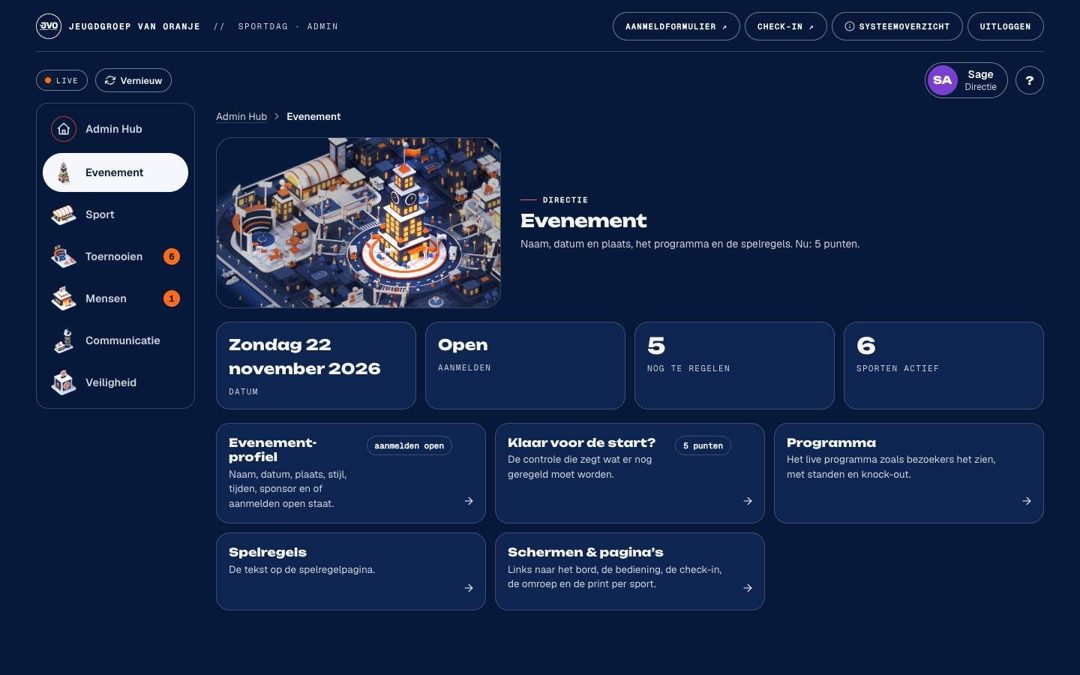 JVO JEUGDGROEP VAN ORANJE // SPORTDAG · ADMIN
AANMELDFORMULIER ↗ CHECK-IN ↗ SYSTEEMOVERZICHT UITLOGGEN
LIVE Vernieuw
SA Sage
Directie
?
Admin Hub
Evenement
Sport
Toernooien 6
Mensen 1
Communicatie
Veiligheid
Admin Hub > Evenement
DIRECTIE
Evenement
Naam, datum en plaats, het programma en de spelregels. Nu: 5 punten.
Zondag 22
november 2026
DATUM
Open
AANMELDEN
5
NOG TE REGELEN
6
SPORTEN ACTIEF
Evenement-
profiel
aanmelden open
Naam, datum, plaats, stijl,
tijden, sponsor en of
aanmelden open staat.
→
Klaar voor de start?
5 punten
De controle die zegt wat er nog
geregeld moet worden.
→
Programma
Het live programma zoals bezoekers het zien,
met standen en knock-out.
→
Spelregels
De tekst op de spelregelpagina.
→
Schermen & pagina's
Links naar het bord, de bediening, de check-in,
de omroep en de print per sport.
→